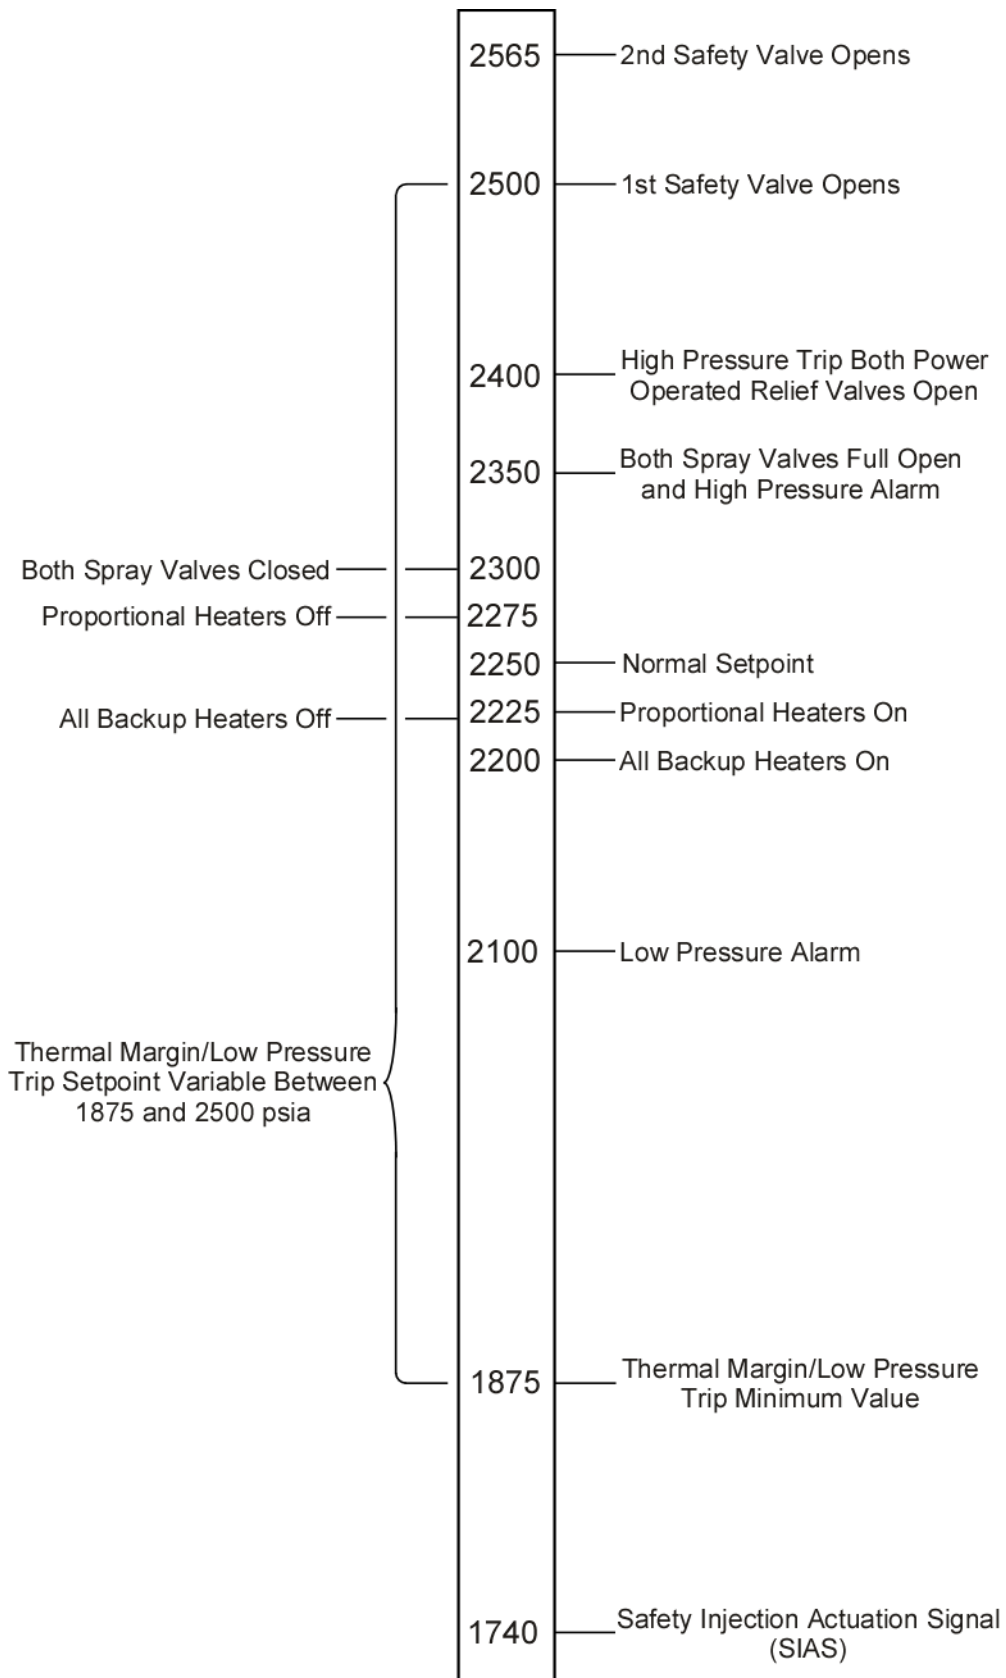 2565
2nd Safety Valve Opens
2500
1st Safety Valve Opens
2400
High Pressure Trip Both Power
Operated Relief Valves Open
2350
Both Spray Valves Full Open
and High Pressure Alarm
Both Spray Valves Closed
2300
Proportional Heaters Off
2275
2250
Normal Setpoint
All Backup Heaters Off
2225
Proportional Heaters On
2200
All Backup Heaters On
2100
Low Pressure Alarm
Thermal Margin/Low Pressure
Trip Setpoint Variable Between
1875 and 2500 psia
1875
Thermal Margin/Low Pressure
Trip Minimum Value
1740
Safety Injection Actuation Signal
(SIAS)